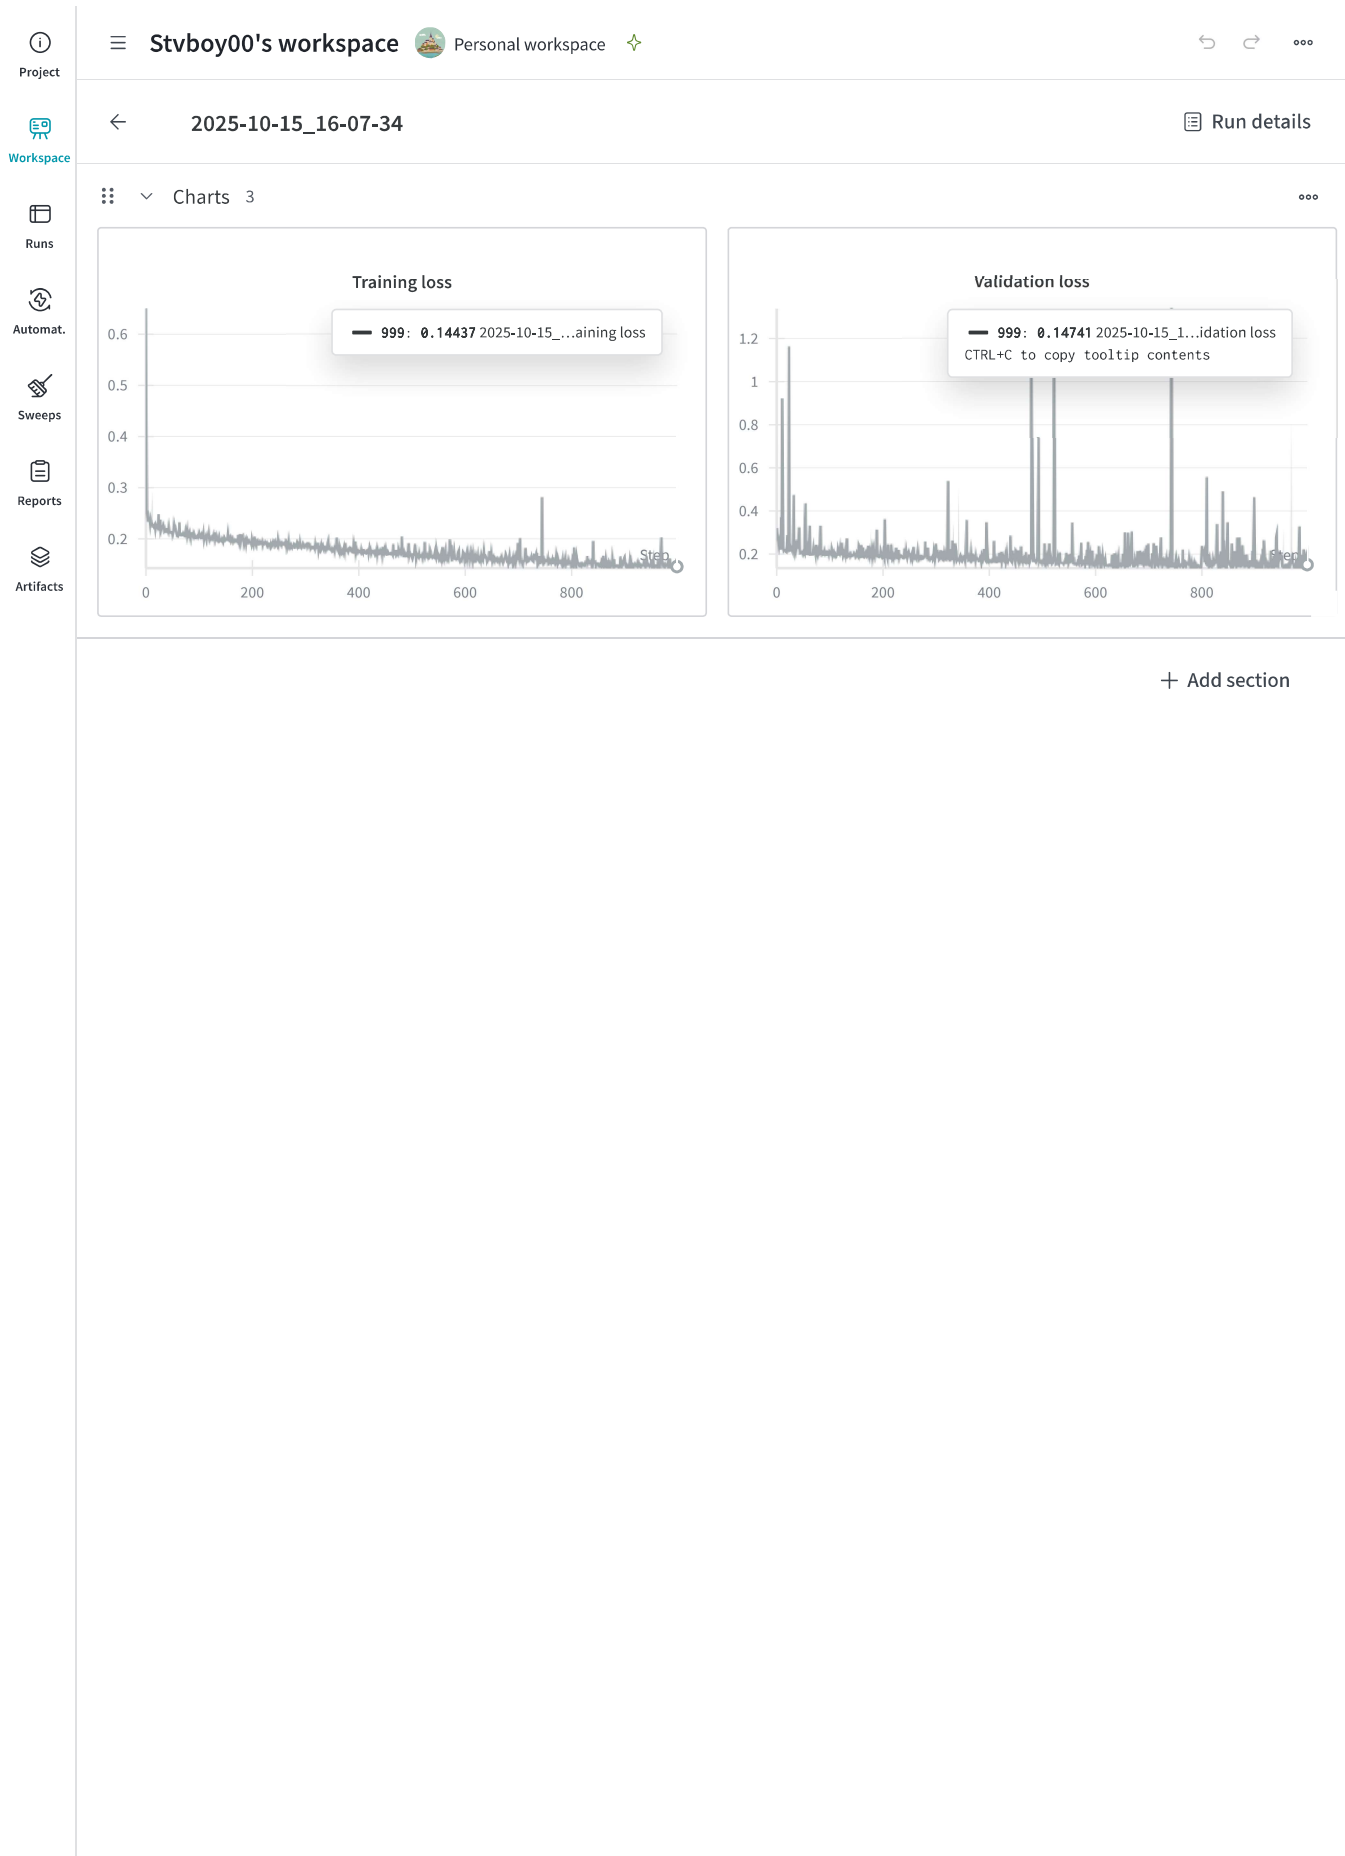 Project
Workspace
Runs
Automat.
Sweeps
Reports
Artifacts
Stvboy00's workspace
Personal workspace
2025-10-15_16-07-34
Run details
Charts 3
Training loss
999: 0.14437 2025-10-15_...aining loss
0.6
0.5
0.4
0.3
0.2
Step
0 200 400 600 800
Validation loss
999: 0.14741 2025-10-15_1...idation loss
CTRL+C to copy tooltip contents
1.2
1
0.8
0.6
0.4
0.2
Step
0 200 400 600 800
Add section